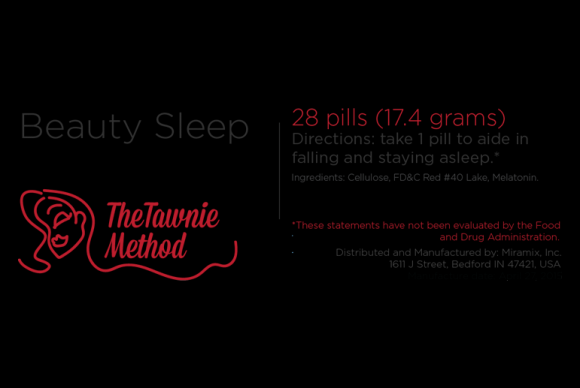 Beauty Sleep
TheTawnie
Method
28 pills (17.4 grams)
Directions: take 1 pill to aide in
falling and staying asleep.*
Ingredients: Cellulose, FD&C Red #40 Lake, Melatonin.
*These statements have not been evaluated by the Food
and Drug Administration.
Distributed and Manufactured by: Miramix, Inc.
1611 J Street, Bedford IN 47421, USA